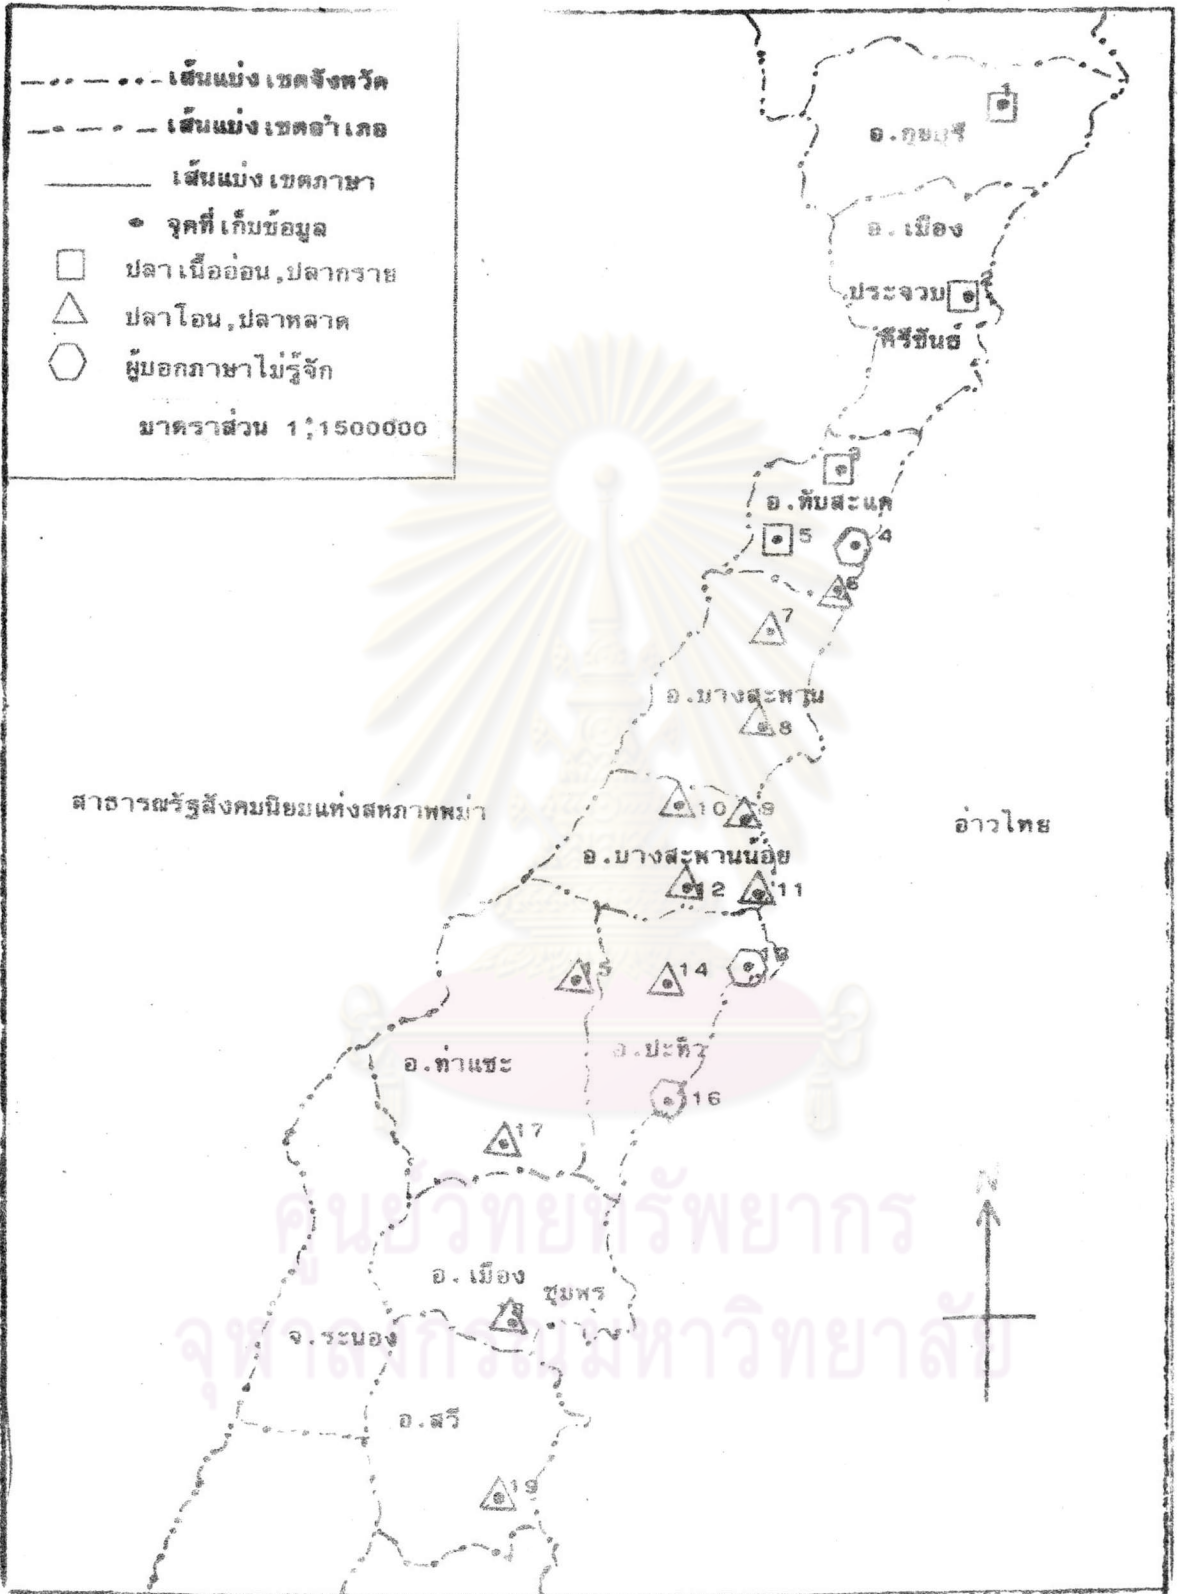 เส้นแบ่งเขตจังหวัด
เส้นแบ่งเขตอำเภอ
เส้นแบ่งเขตภาษา
จุดที่เก็บข้อมูล
ปลาเนื้ออ่อน,ปลากราย
ปลาโอน,ปลาหลาด
ผู้บอกภาษาไม่รู้จัก
มาตราส่วน 1:1500000
1
อ.กุยบุรี
อ.เมือง
ประจวบ 2
คีรีขันธ์
3
อ.ทับสะแก
5 4
6
7
อ.บางสะพาน
8
สาธารณรัฐสังคมนิยมแห่งสหภาพพม่า
10 9
อ่าวไทย
อ.บางสะพานน้อย
12 11
15 14 13
อ.ท่าแซะ
อ.ปะทิว
16
17
N
ศูนย์วิทยทรัพยากร
อ.เมือง
ชุมพร
18
จ.ระนอง
จุฬาลงกรณ์มหาวิทยาลัย
อ.สวี
19